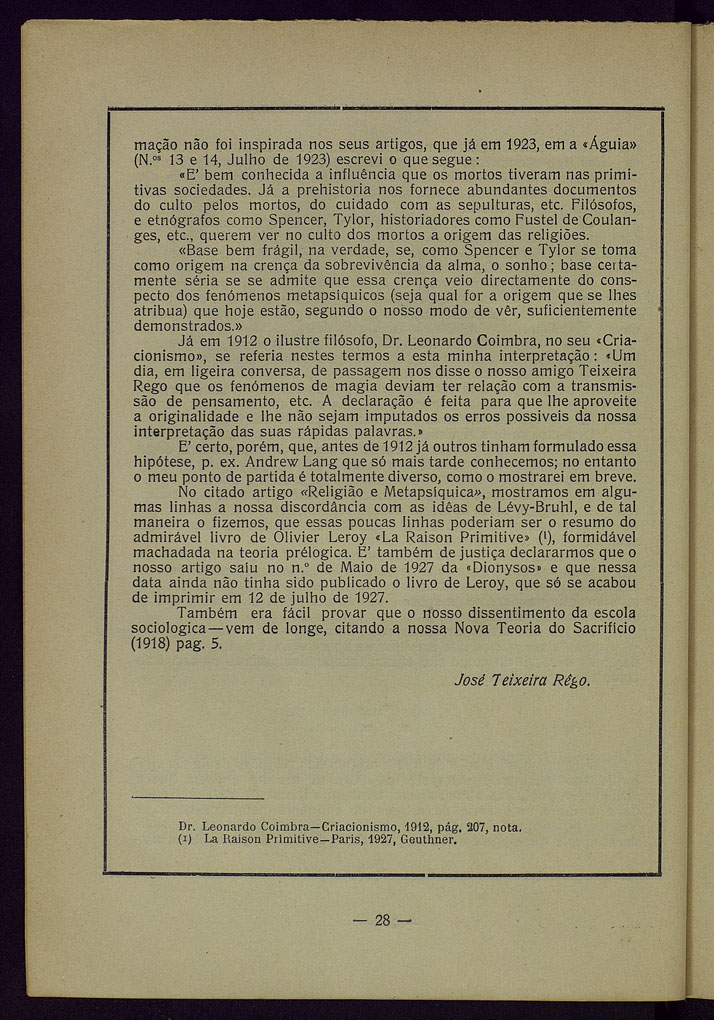 mação não foi inspirada nos seus artigos, que já em 1923, em a «Águia»
(N.ºˢ 13 e 14, Julho de 1923) escrevi o que segue:
«E' bem conhecida a influência que os mortos tiveram nas primi-
tivas sociedades. Já a prehistoria nos fornece abundantes documentos
do culto pelos mortos, do cuidado com as sepulturas, etc. Filósofos,
e etnógrafos como Spencer, Tylor, historiadores como Fustel de Coulan-
ges, etc., querem ver no culto dos mortos a origem das religiões.
«Base bem frágil, na verdade, se, como Spencer e Tylor se toma
como origem na crença da sobrevivência da alma, o sonho; base certa-
mente séria se se admite que essa crença veio directamente do cons-
pecto dos fenómenos metapsíquicos (seja qual for a origem que se lhes
atribua) que hoje estão, segundo o nosso modo de vêr, suficientemente
demonstrados.»
Já em 1912 o ilustre filósofo, Dr. Leonardo Coimbra, no seu «Cria-
cionismo», se referia nestes termos a esta minha interpretação: «Um
dia, em ligeira conversa, de passagem nos disse o nosso amigo Teixeira
Rego que os fenómenos de magia deviam ter relação com a transmis-
são de pensamento, etc. A declaração é feita para que lhe aproveite
a originalidade e lhe não sejam imputados os erros possiveis da nossa
interpretação das suas rápidas palavras.»
E' certo, porém, que, antes de 1912 já outros tinham formulado essa
hipótese, p. ex. Andrew Lang que só mais tarde conhecemos; no entanto
o meu ponto de partida é totalmente diverso, como o mostrarei em breve.
No citado artigo «Religião e Metapsíquica», mostramos em algu-
mas linhas a nossa discordância com as idêas de Lévy-Bruhl, e de tal
maneira o fizemos, que essas poucas linhas poderiam ser o resumo do
admirável livro de Olivier Leroy «La Raison Primitive» (¹), formidável
machadada na teoria prélogica. E' também de justiça declararmos que o
nosso artigo saíu no n.º de Maio de 1927 da «Dionysos» e que nessa
data ainda não tinha sido publicado o livro de Leroy, que só se acabou
de imprimir em 12 de julho de 1927.
Também era fácil provar que o nosso dissentimento da escola
sociologica—vem de longe, citando a nossa Nova Teoria do Sacrifício
(1918) pag. 5.
José Teixeira Rêgo.
Dr. Leonardo Coimbra—Criacionismo, 1912, pág. 207, nota.
(1) La Raison Primitive—Paris, 1927, Geuthner.
— 28 —